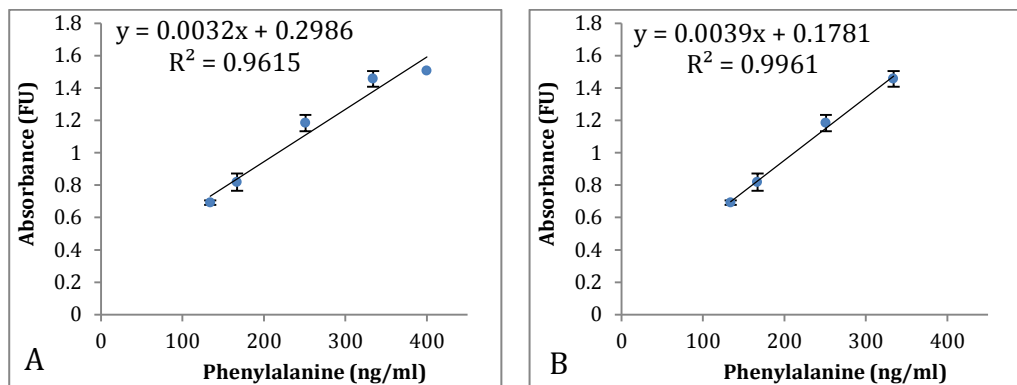 y = 0.0032x + 0.2986
R² = 0.9615
1.8
1.6
1.4
1.2
1
0.8
0.6
0.4
0.2
0
Absorbance (FU)
0 100 200 300 400
Phenylalanine (ng/ml)
A
y = 0.0039x + 0.1781
R² = 0.9961
1.8
1.6
1.4
1.2
1
0.8
0.6
0.4
0.2
0
Absorbance (FU)
0 100 200 300 400
Phenylalanine (ng/ml)
B